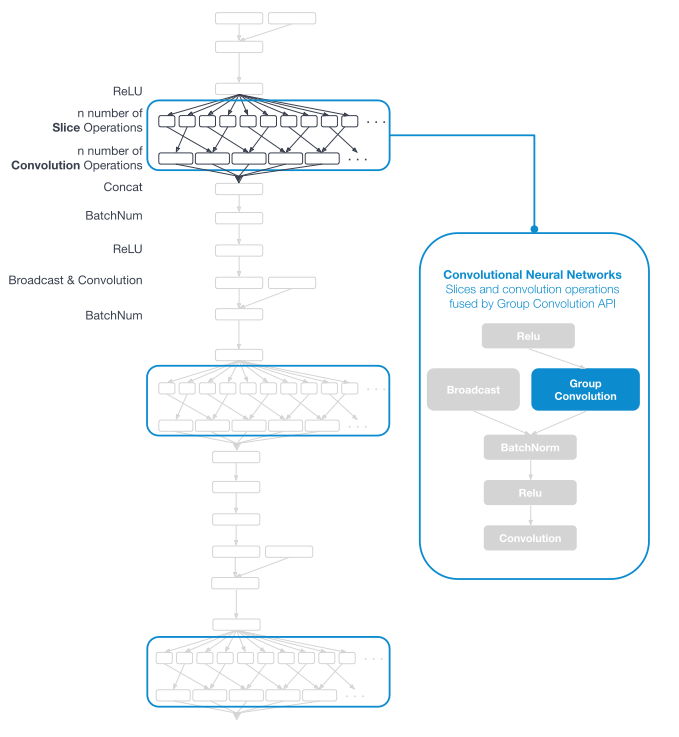 ReLU
n number of
Slice Operations
n number of
Convolution Operations
Concat
BatchNum
ReLU
Broadcast & Convolution
BatchNum
Convolutional Neural Networks
Slices and convolution operations
fused by Group Convolution API
Relu
Broadcast
Group
Convolution
BatchNorm
Relu
Convolution